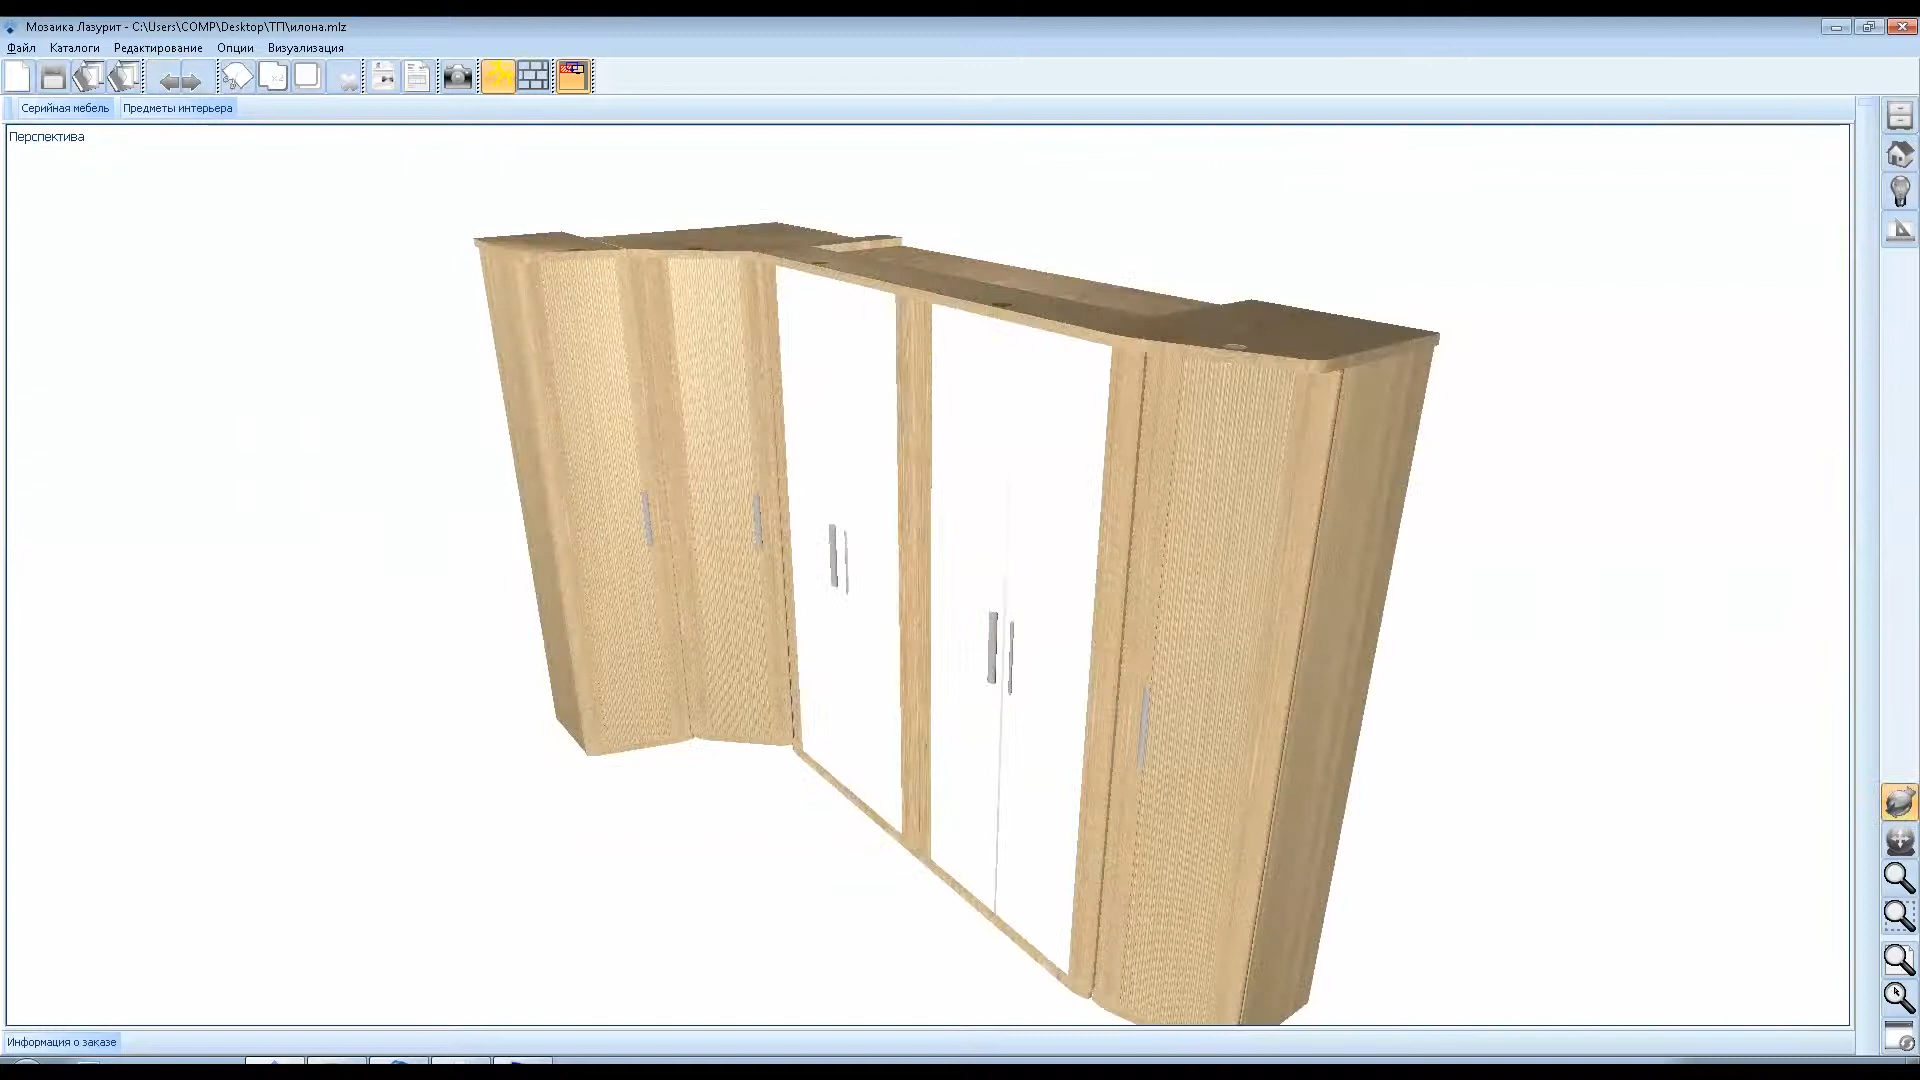 Мозаика Лазурит - C:\Users\COMP\Desktop\ТП\илона.mlz
Файл Каталоги Редактирование Опции Визуализация
Серийная мебель Предметы интерьера
Перспектива
Информация о заказе